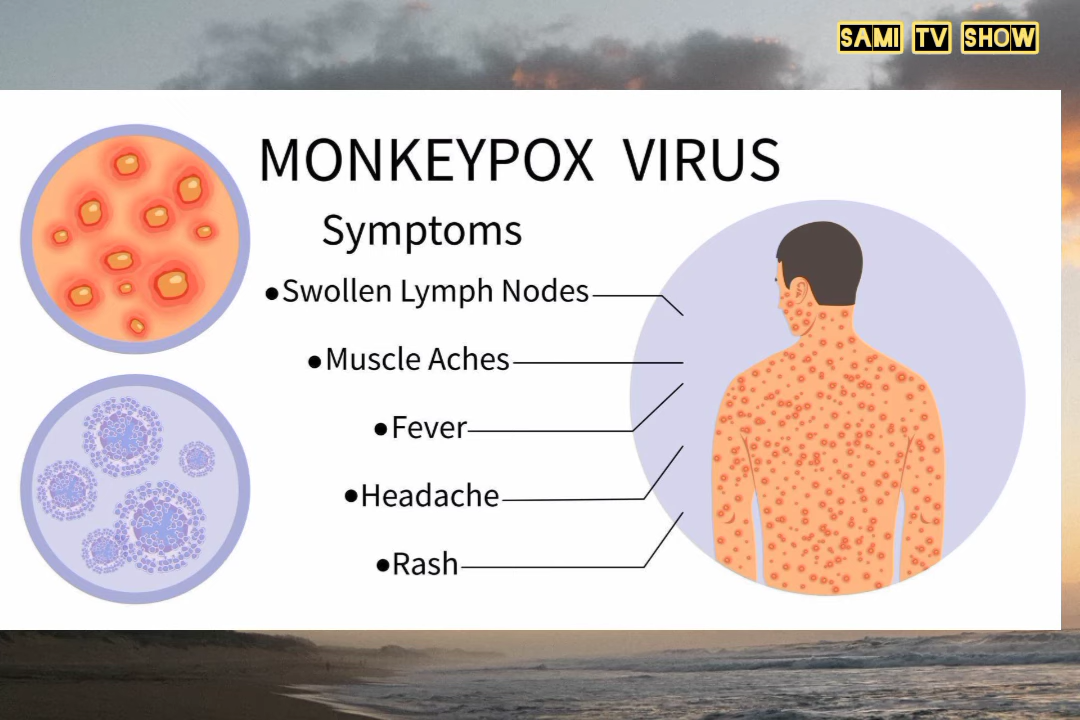 SAMI TV SHOW
MONKEYPOX VIRUS
Symptoms
•Swollen Lymph Nodes
•Muscle Aches
•Fever
•Headache
•Rash